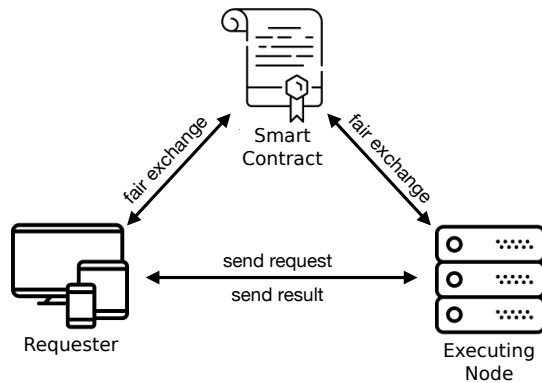 Smart
Contract
fair exchange
fair exchange
send request
send result
Requester
Executing
Node